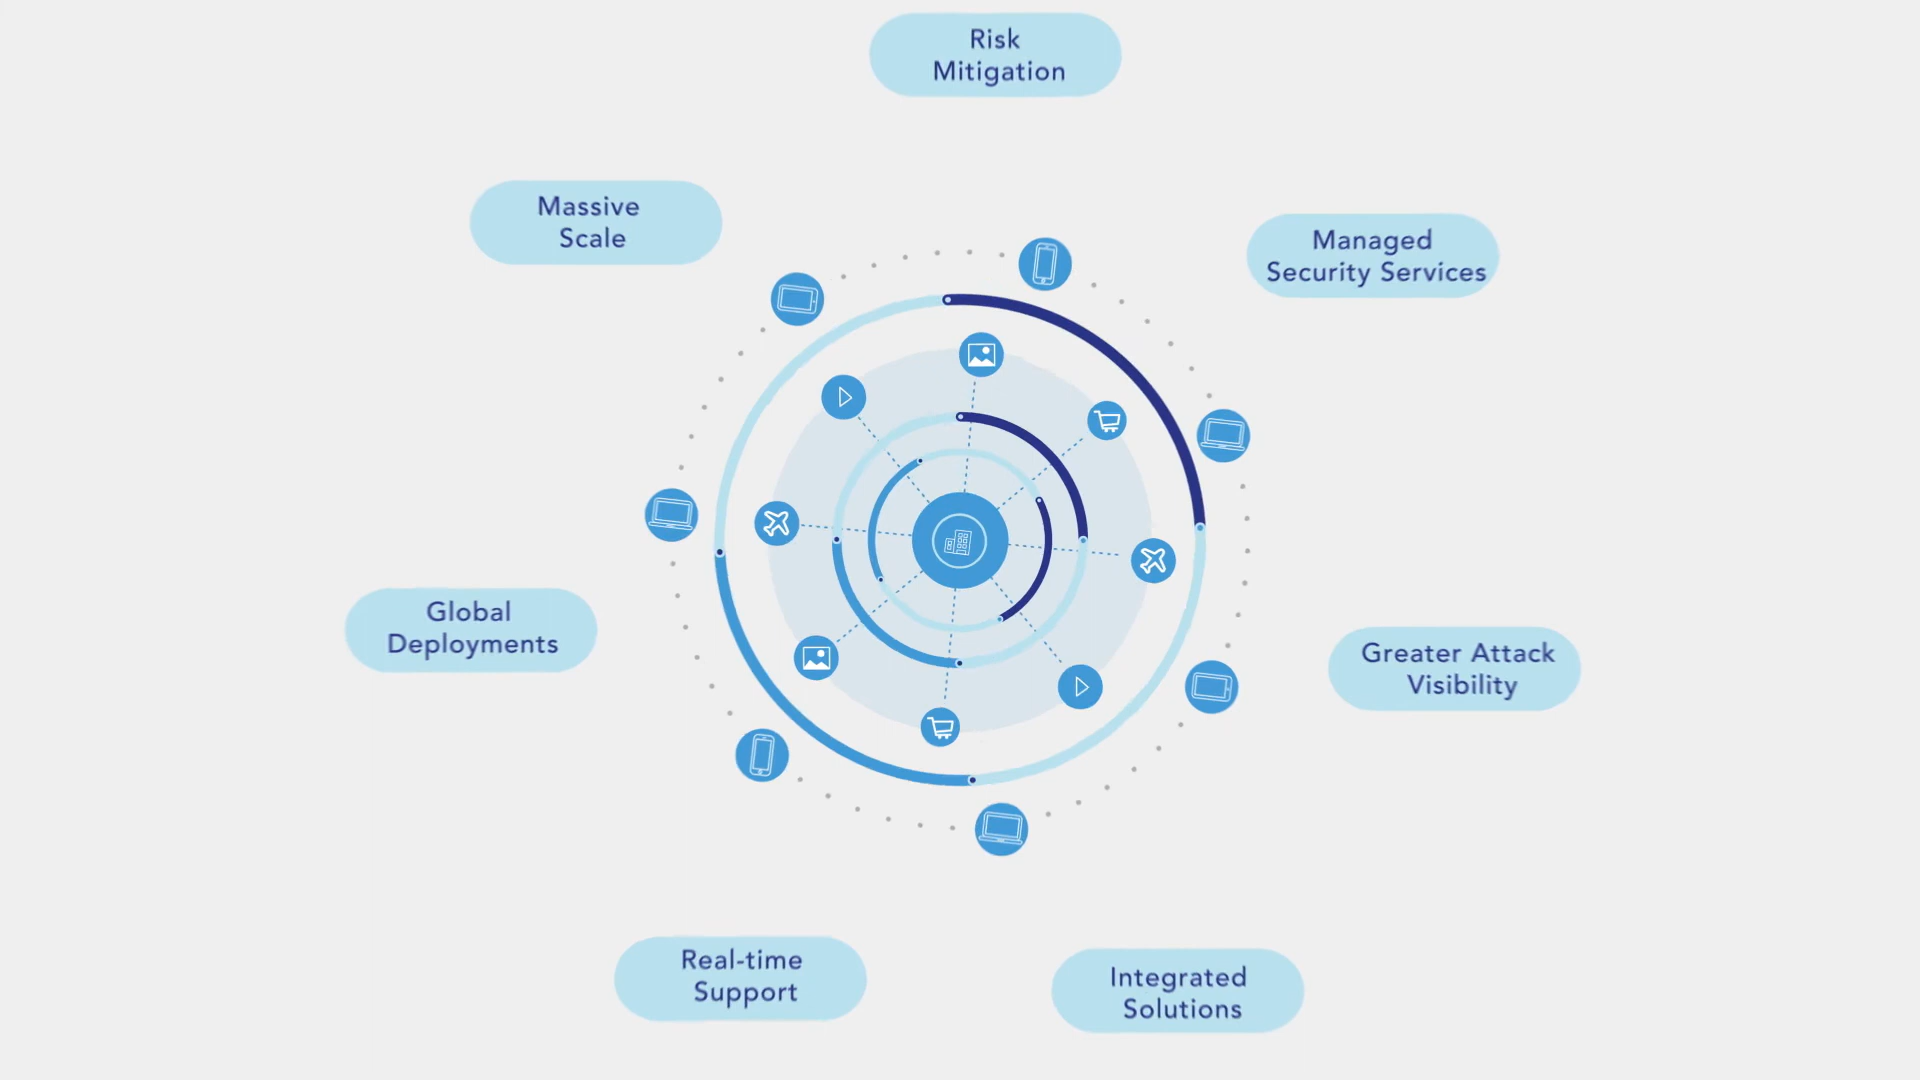 Risk
Mitigation
Massive
Scale
Managed
Security Services
Global
Deployments
Greater Attack
Visibility
Real-time
Support
Integrated
Solutions